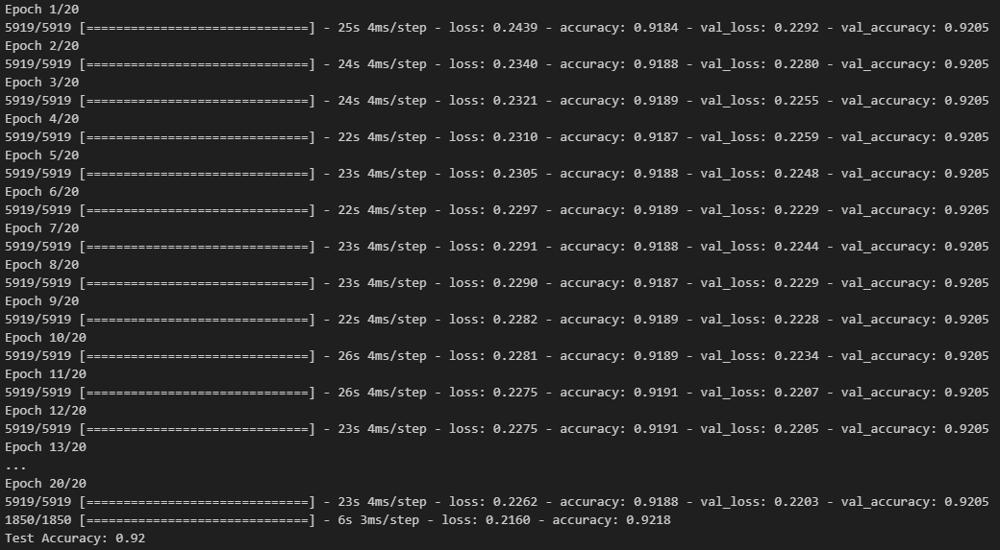 Epoch 1/20
5919/5919 [==============================] - 25s 4ms/step - loss: 0.2439 - accuracy: 0.9184 - val_loss: 0.2292 - val_accuracy: 0.9205
Epoch 2/20
5919/5919 [==============================] - 24s 4ms/step - loss: 0.2340 - accuracy: 0.9188 - val_loss: 0.2280 - val_accuracy: 0.9205
Epoch 3/20
5919/5919 [==============================] - 24s 4ms/step - loss: 0.2321 - accuracy: 0.9189 - val_loss: 0.2255 - val_accuracy: 0.9205
Epoch 4/20
5919/5919 [==============================] - 22s 4ms/step - loss: 0.2310 - accuracy: 0.9187 - val_loss: 0.2259 - val_accuracy: 0.9205
Epoch 5/20
5919/5919 [==============================] - 23s 4ms/step - loss: 0.2305 - accuracy: 0.9188 - val_loss: 0.2248 - val_accuracy: 0.9205
Epoch 6/20
5919/5919 [==============================] - 22s 4ms/step - loss: 0.2297 - accuracy: 0.9189 - val_loss: 0.2229 - val_accuracy: 0.9205
Epoch 7/20
5919/5919 [==============================] - 23s 4ms/step - loss: 0.2291 - accuracy: 0.9188 - val_loss: 0.2244 - val_accuracy: 0.9205
Epoch 8/20
5919/5919 [==============================] - 23s 4ms/step - loss: 0.2290 - accuracy: 0.9187 - val_loss: 0.2229 - val_accuracy: 0.9205
Epoch 9/20
5919/5919 [==============================] - 22s 4ms/step - loss: 0.2282 - accuracy: 0.9189 - val_loss: 0.2228 - val_accuracy: 0.9205
Epoch 10/20
5919/5919 [==============================] - 26s 4ms/step - loss: 0.2281 - accuracy: 0.9189 - val_loss: 0.2234 - val_accuracy: 0.9205
Epoch 11/20
5919/5919 [==============================] - 26s 4ms/step - loss: 0.2275 - accuracy: 0.9191 - val_loss: 0.2207 - val_accuracy: 0.9205
Epoch 12/20
5919/5919 [==============================] - 23s 4ms/step - loss: 0.2275 - accuracy: 0.9191 - val_loss: 0.2205 - val_accuracy: 0.9205
Epoch 13/20
...
Epoch 20/20
5919/5919 [==============================] - 23s 4ms/step - loss: 0.2262 - accuracy: 0.9188 - val_loss: 0.2203 - val_accuracy: 0.9205
1850/1850 [==============================] - 6s 3ms/step - loss: 0.2160 - accuracy: 0.9218
Test Accuracy: 0.92